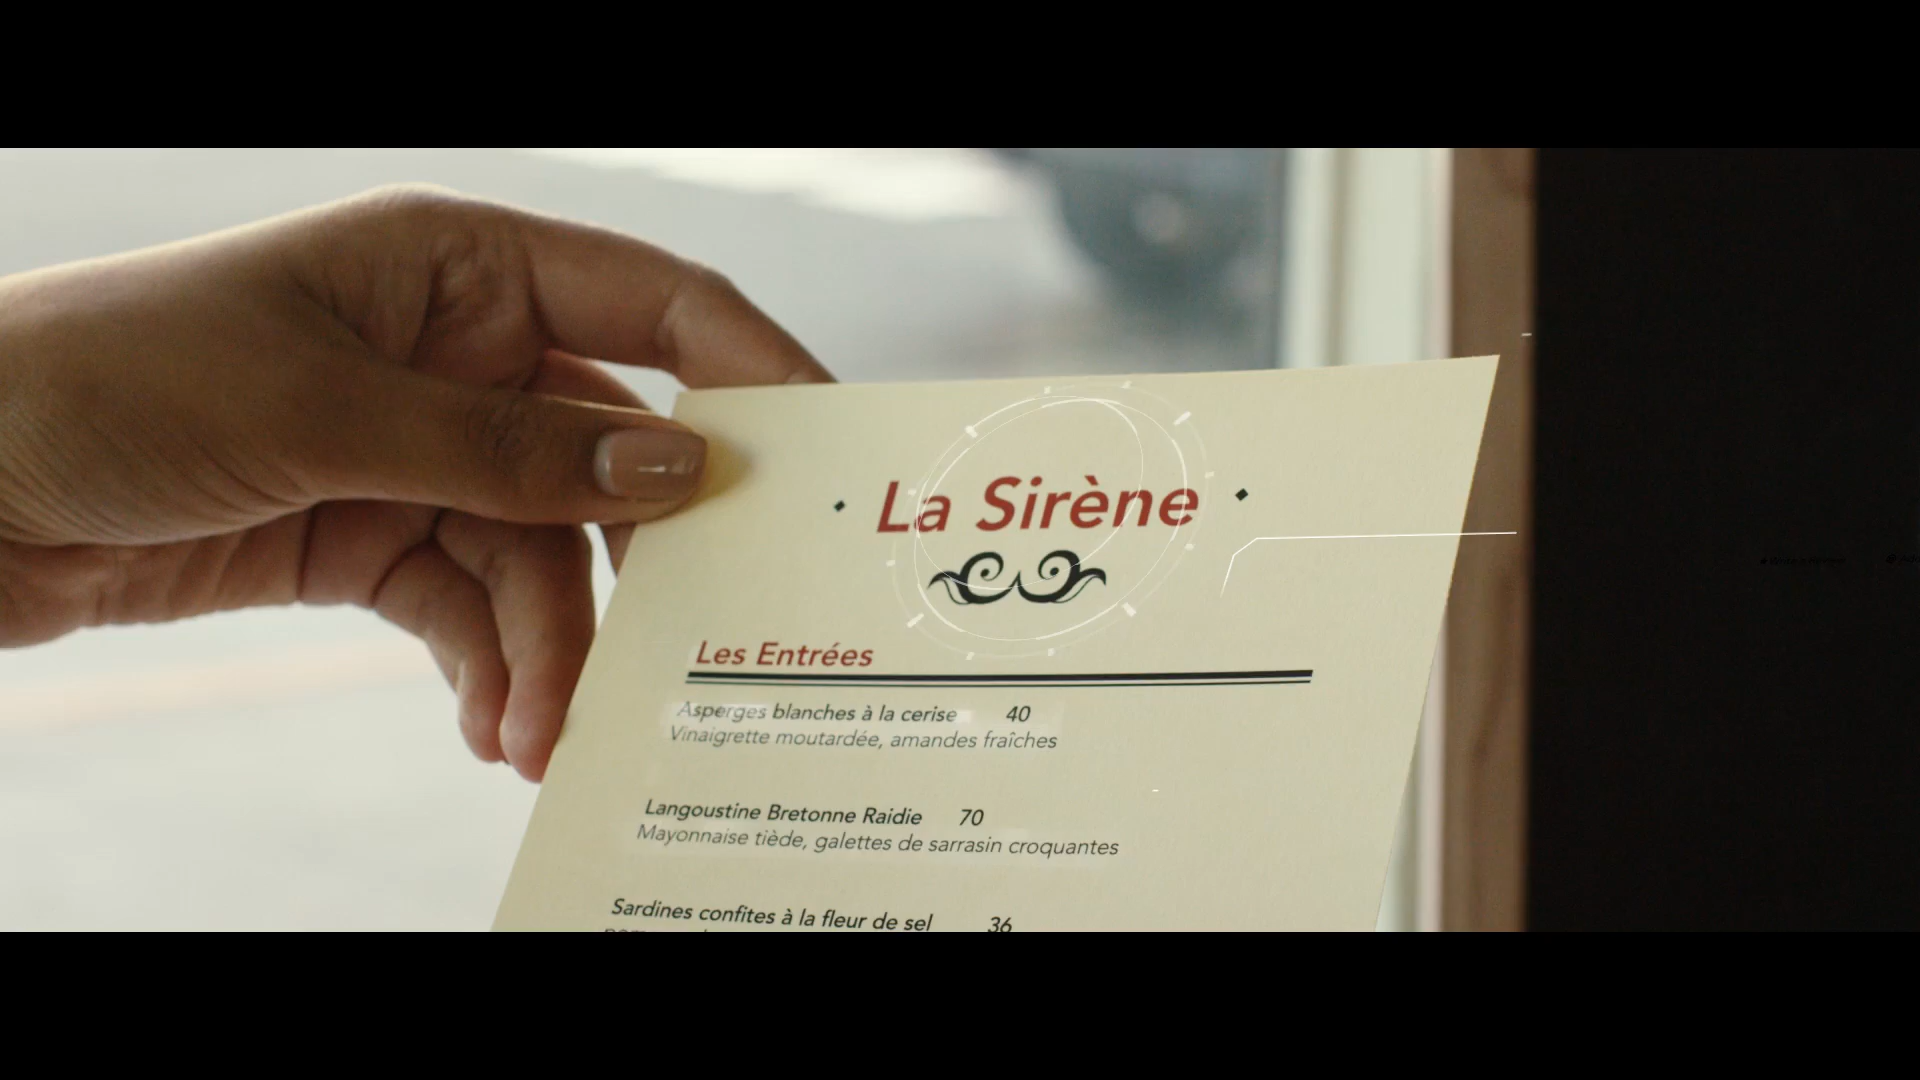 La Sirène
Les Entrées
Asperges blanches à la cerise 40
Vinaigrette moutardée, amandes fraîches
Langoustine Bretonne Raidie 70
Mayonnaise tiède, galettes de sarrasin croquantes
Sardines confites à la fleur de sel 36